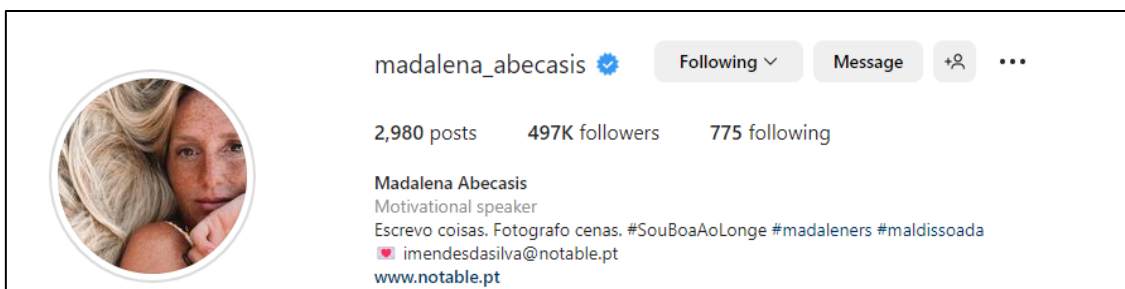 madalena_abecasis Following Message
2,980 posts 497K followers 775 following
Madalena Abecasis
Motivational speaker
Escrevo coisas. Fotografo cenas. #SouBoaAoLonge #madaleners #maldissoada
imendesdasilva@notable.pt
www.notable.pt